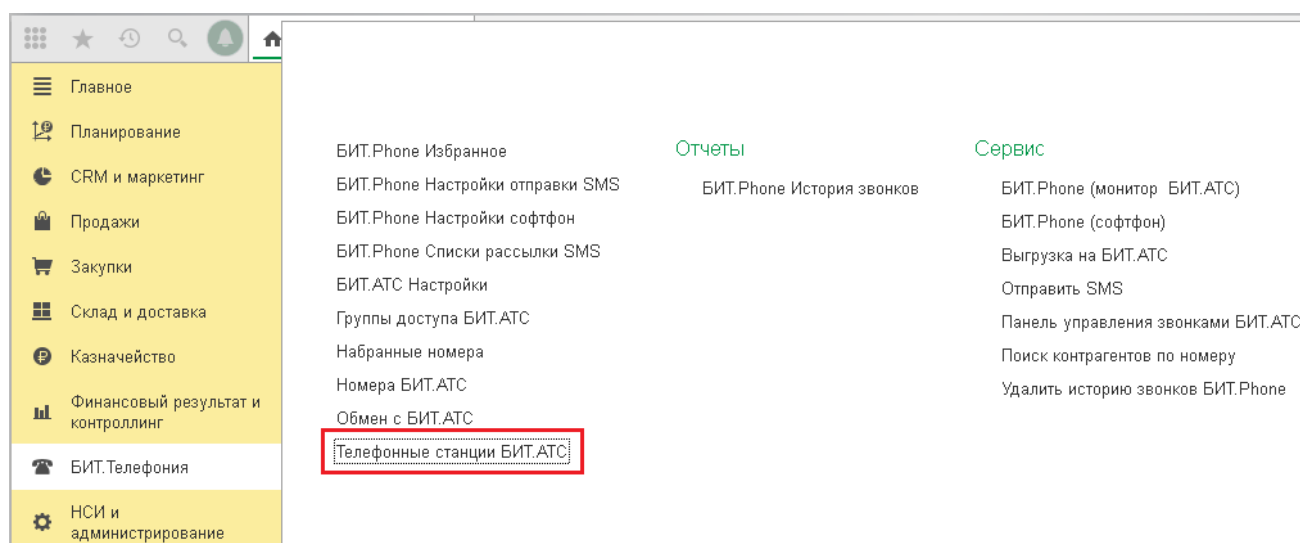 Главное
Планирование
CRM и маркетинг
Продажи
Закупки
Склад и доставка
Казначейство
Финансовый результат и
контроллинг
БИТ.Телефония
НСИ и
администрирование
БИТ.Phone Избранное
БИТ.Phone Настройки отправки SMS
БИТ.Phone Настройки софтфон
БИТ.Phone Списки рассылки SMS
БИТ.АТС Настройки
Группы доступа БИТ.АТС
Набранные номера
Номера БИТ.АТС
Обмен с БИТ.АТС
Телефонные станции БИТ.АТС
Отчеты
БИТ.Phone История звонков
Сервис
БИТ.Phone (монитор БИТ.АТС)
БИТ.Phone (софтфон)
Выгрузка на БИТ.АТС
Отправить SMS
Панель управления звонками БИТ.АТС
Поиск контрагентов по номеру
Удалить историю звонков БИТ.Phone